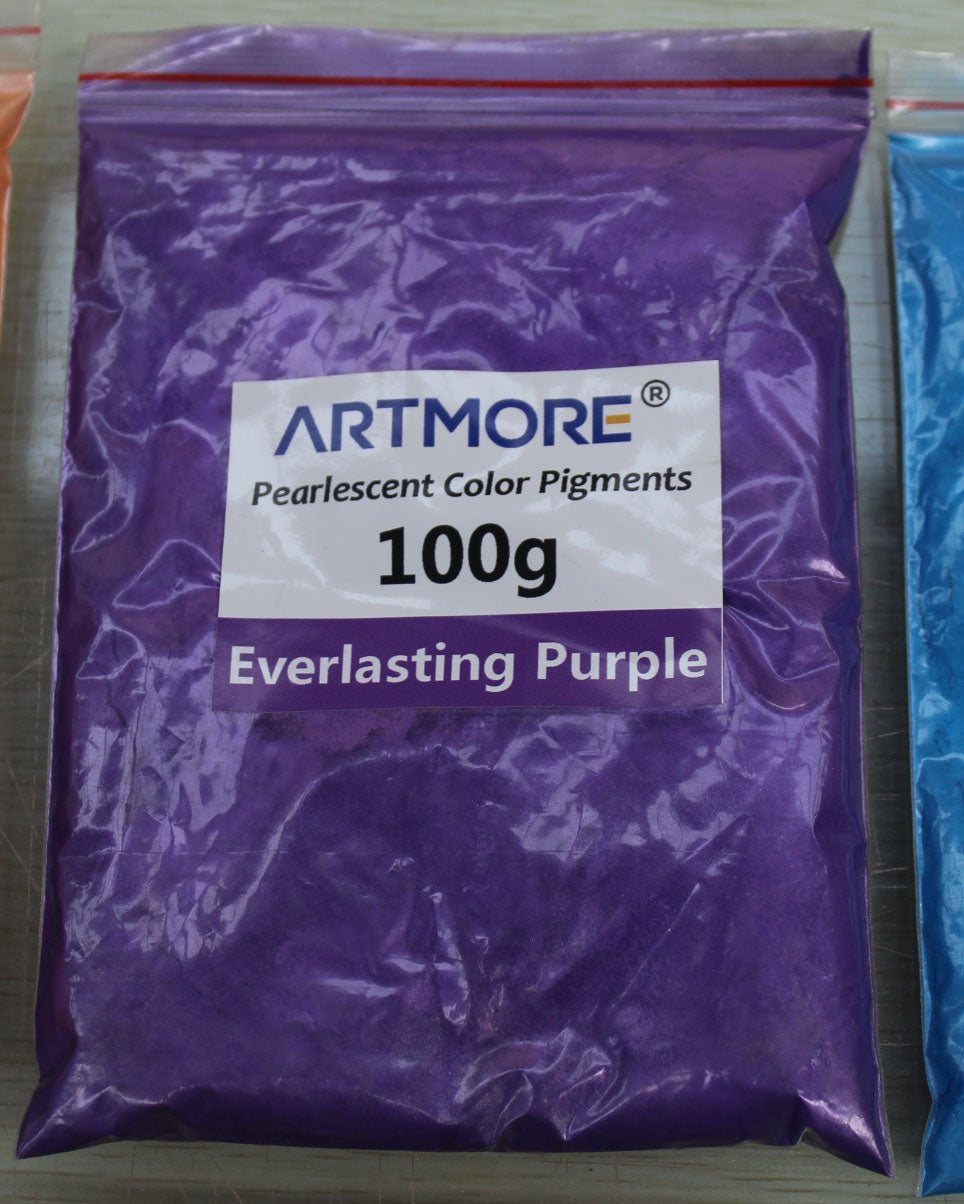 ARTMORE®
Pearlescent Color Pigments
100g
Everlasting Purple